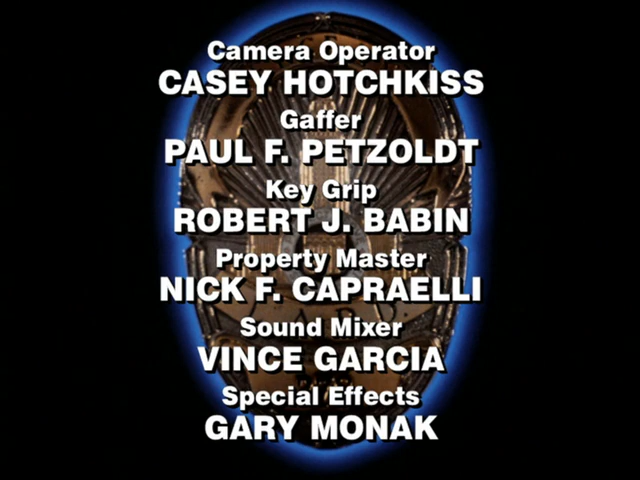 Camera Operator
CASEY HOTCHKISS
Gaffer
PAUL F. PETZOLDT
Key Grip
ROBERT J. BABIN
Property Master
NICK F. CAPRAELLI
Sound Mixer
VINCE GARCIA
Special Effects
GARY MONAK